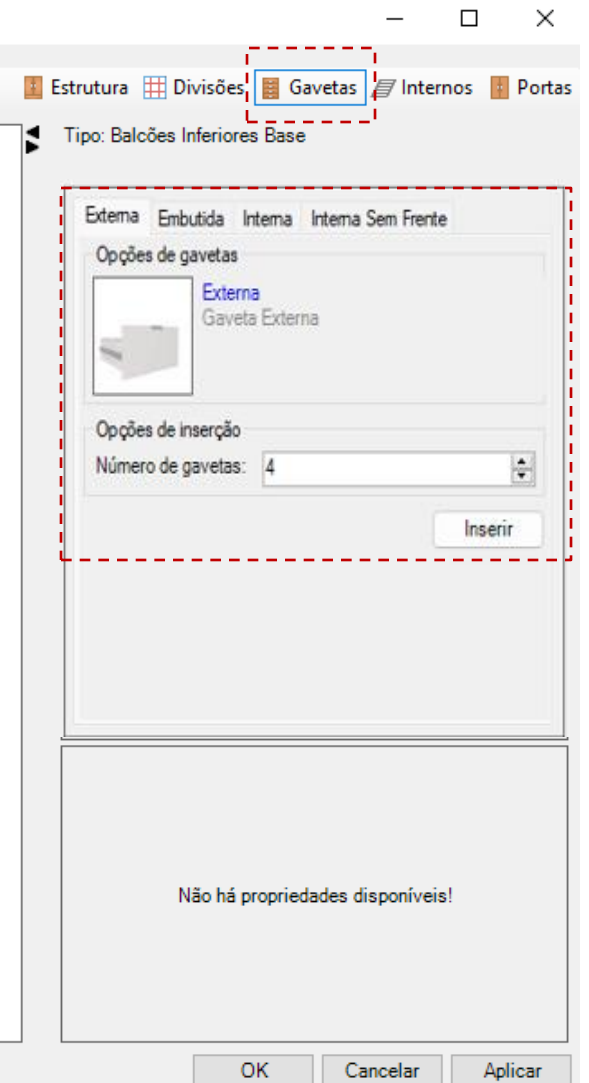 Estrutura Divisões Gavetas Internos Portas
Tipo: Balcões Inferiores Base
Externa Embutida Interna Interna Sem Frente
Opções de gavetas
Externa
Gaveta Externa
Opções de inserção
Número de gavetas: 4
Inserir
Não há propriedades disponíveis!
OK Cancelar Aplicar